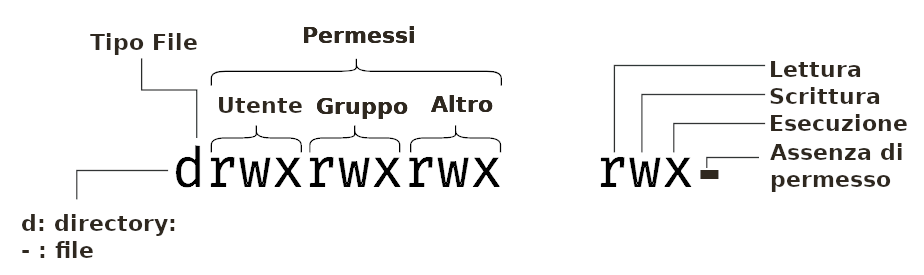 Permessi
Tipo File
Utente Gruppo Altro
drwxrwxrwx
d: directory:
- : file
Lettura
Scrittura
Esecuzione
Assenza di
permesso
rwx-